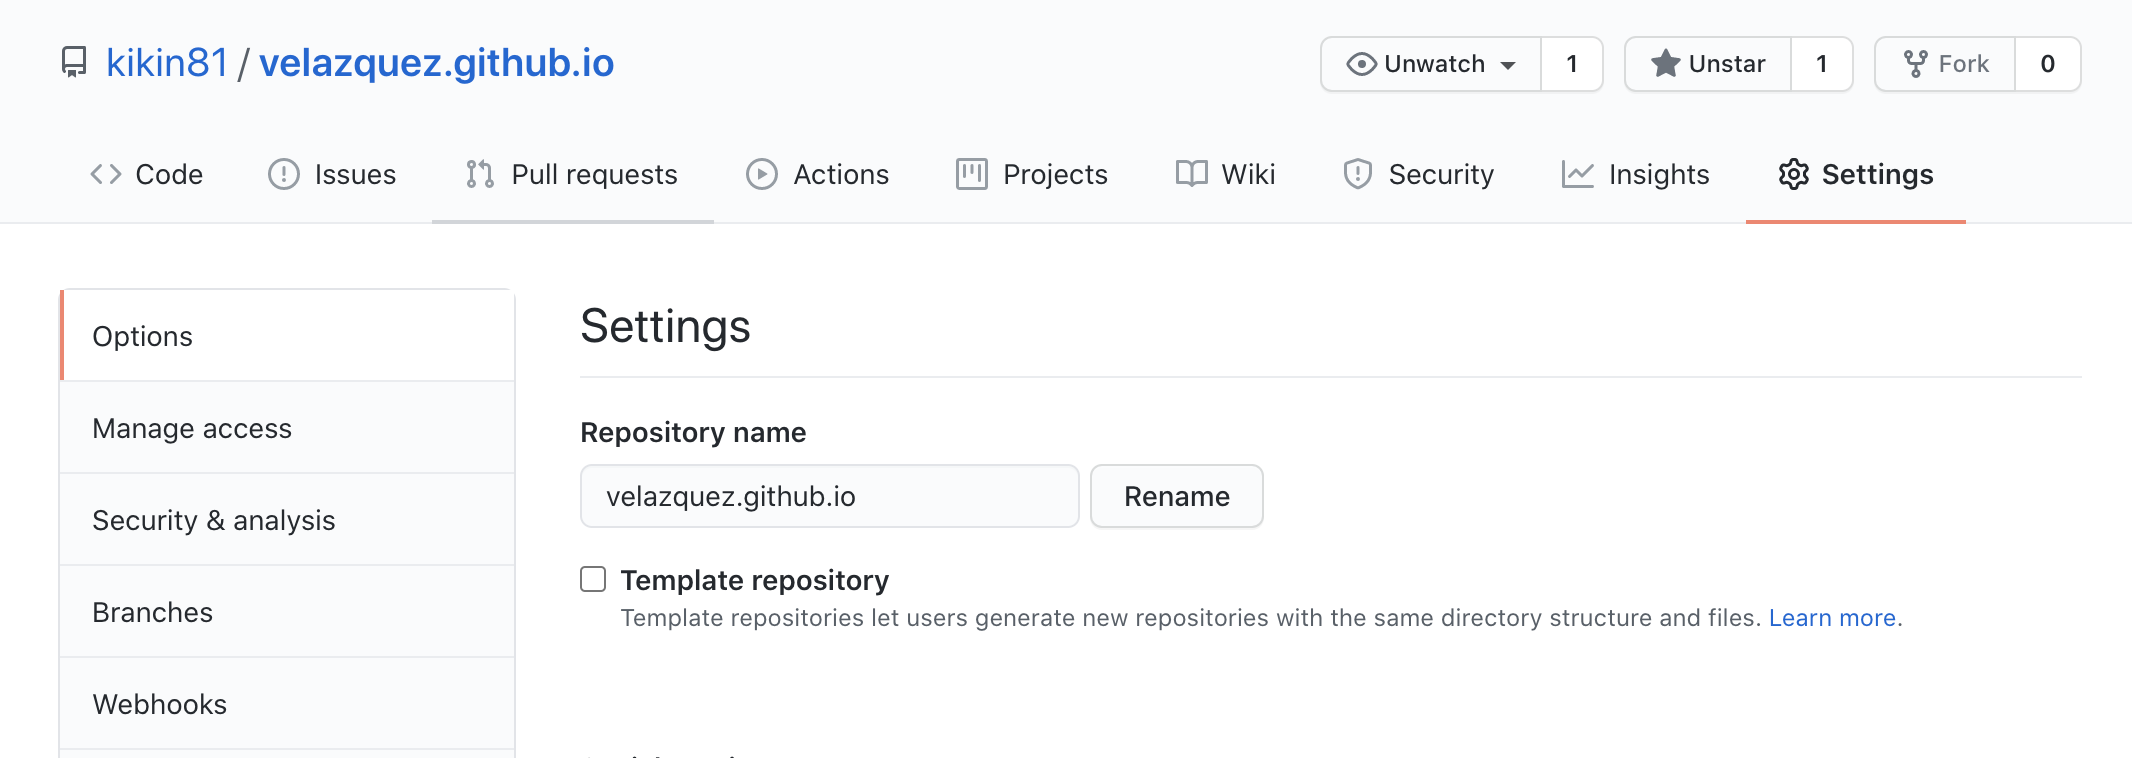 kikin81 / velazquez.github.io
Unwatch 1 Unstar 1 Fork 0
Code Issues Pull requests Actions Projects Wiki Security Insights Settings
Options
Manage access
Security & analysis
Branches
Webhooks
Settings
Repository name
velazquez.github.io Rename
Template repository
Template repositories let users generate new repositories with the same directory structure and files. Learn more.